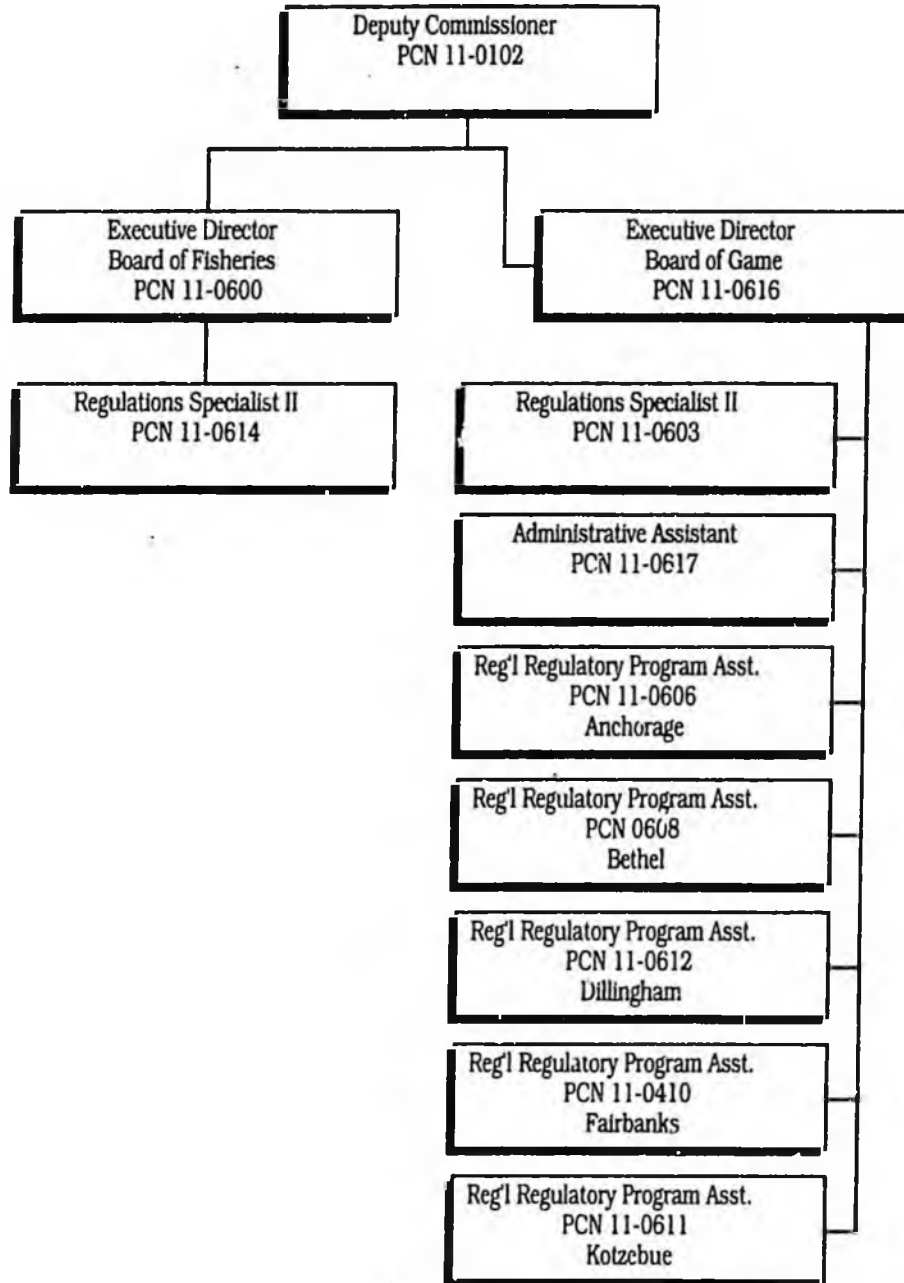 Deputy Commissioner
PCN 11-0102
Executive Director
Board of Fisheries
PCN 11-0600
Executive Director
Board of Game
PCN 11-0616
Regulations Specialist II
PCN 11-0614
Regulations Specialist II
PCN 11-0603
Administrative Assistant
PCN 11-0617
Reg'l Regulatory Program Asst.
PCN 11-0606
Anchorage
Reg'l Regulatory Program Asst.
PCN 0608
Bethel
Reg'l Regulatory Program Asst.
PCN 11-0612
Dillingham
Reg'l Regulatory Program Asst.
PCN 11-0410
Fairbanks
Reg'l Regulatory Program Asst.
PCN 11-0611
Kotzebue